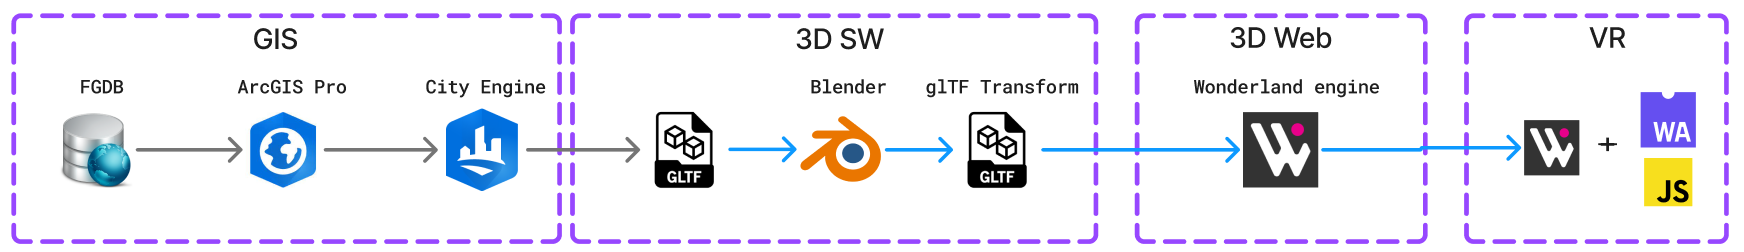 GIS
3D SW
3D Web
VR
FGDB
ArcGIS Pro
City Engine
Blender
glTF Transform
Wonderland engine
GLTF
GLTF
W
W
+
WA
JS